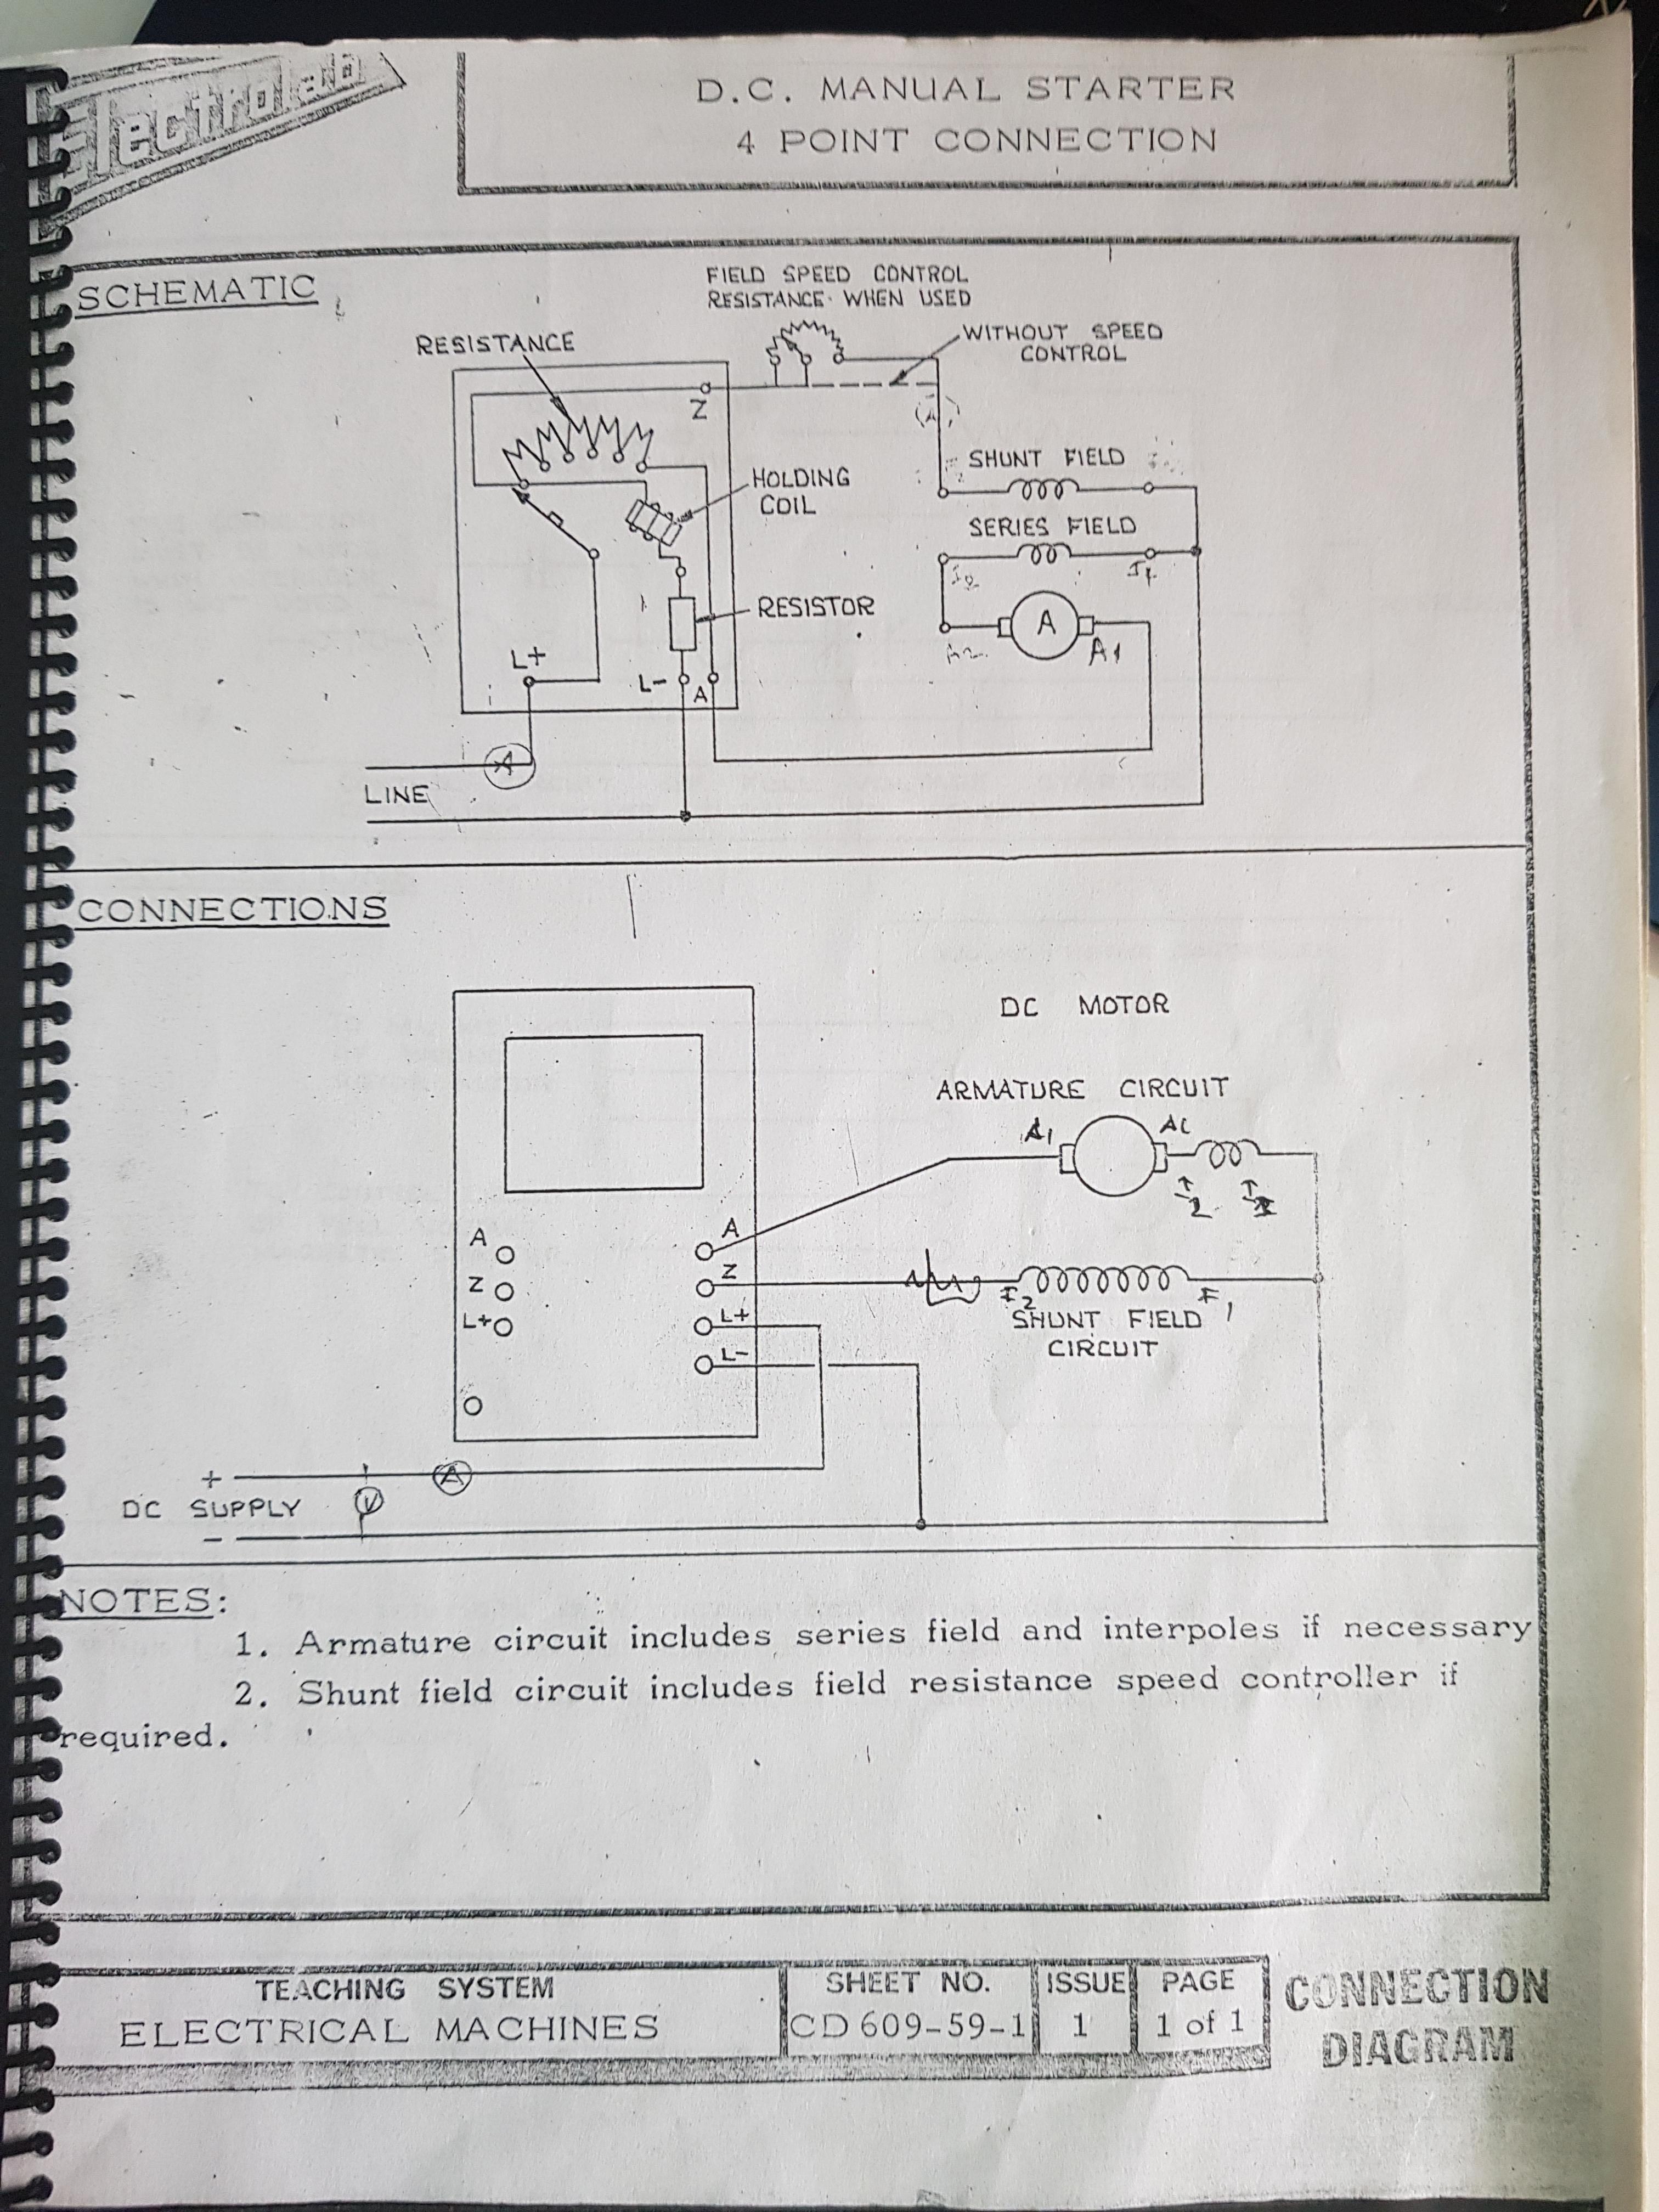 Electrolab
D.C. MANUAL STARTER
4 POINT CONNECTION
SCHEMATIC
FIELD SPEED CONTROL
RESISTANCE WHEN USED
RESISTANCE
WITHOUT SPEED
CONTROL
Z
SHUNT FIELD
HOLDING
COIL
SERIES FIELD
RESISTOR
A
A2
A1
L+
L-
A
A
LINE
CONNECTIONS
DC MOTOR
ARMATURE CIRCUIT
A1
A
A
Z
Z
L+
L+
L-
F1
SHUNT FIELD
CIRCUIT
+
A
DC SUPPLY
V
-
NOTES:
1. Armature circuit includes series field and interpoles if necessary
2. Shunt field circuit includes field resistance speed controller if
required.
TEACHING SYSTEM
ELECTRICAL MACHINES
SHEET NO.
CD 609-59-1
ISSUE
1
PAGE
1 of 1
CONNECTION
DIAGRAM